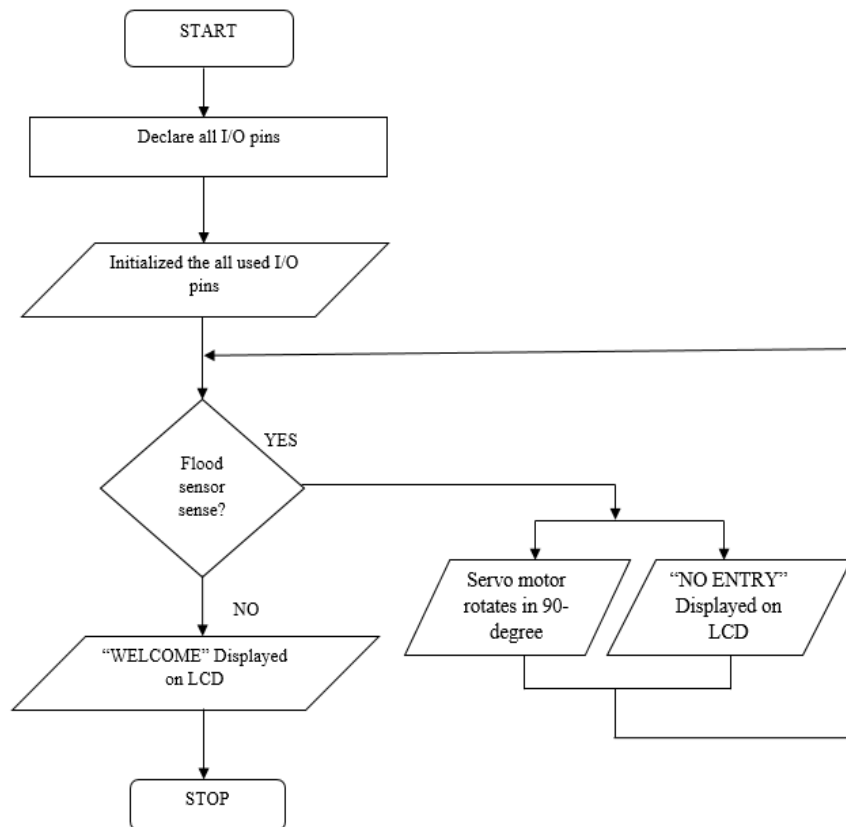 START
Declare all I/O pins
Initialized the all used I/O
pins
YES
Flood
sensor
sense?
Servo motor
rotates in 90-
degree
“NO ENTRY”
Displayed on
LCD
NO
“WELCOME” Displayed
on LCD
STOP